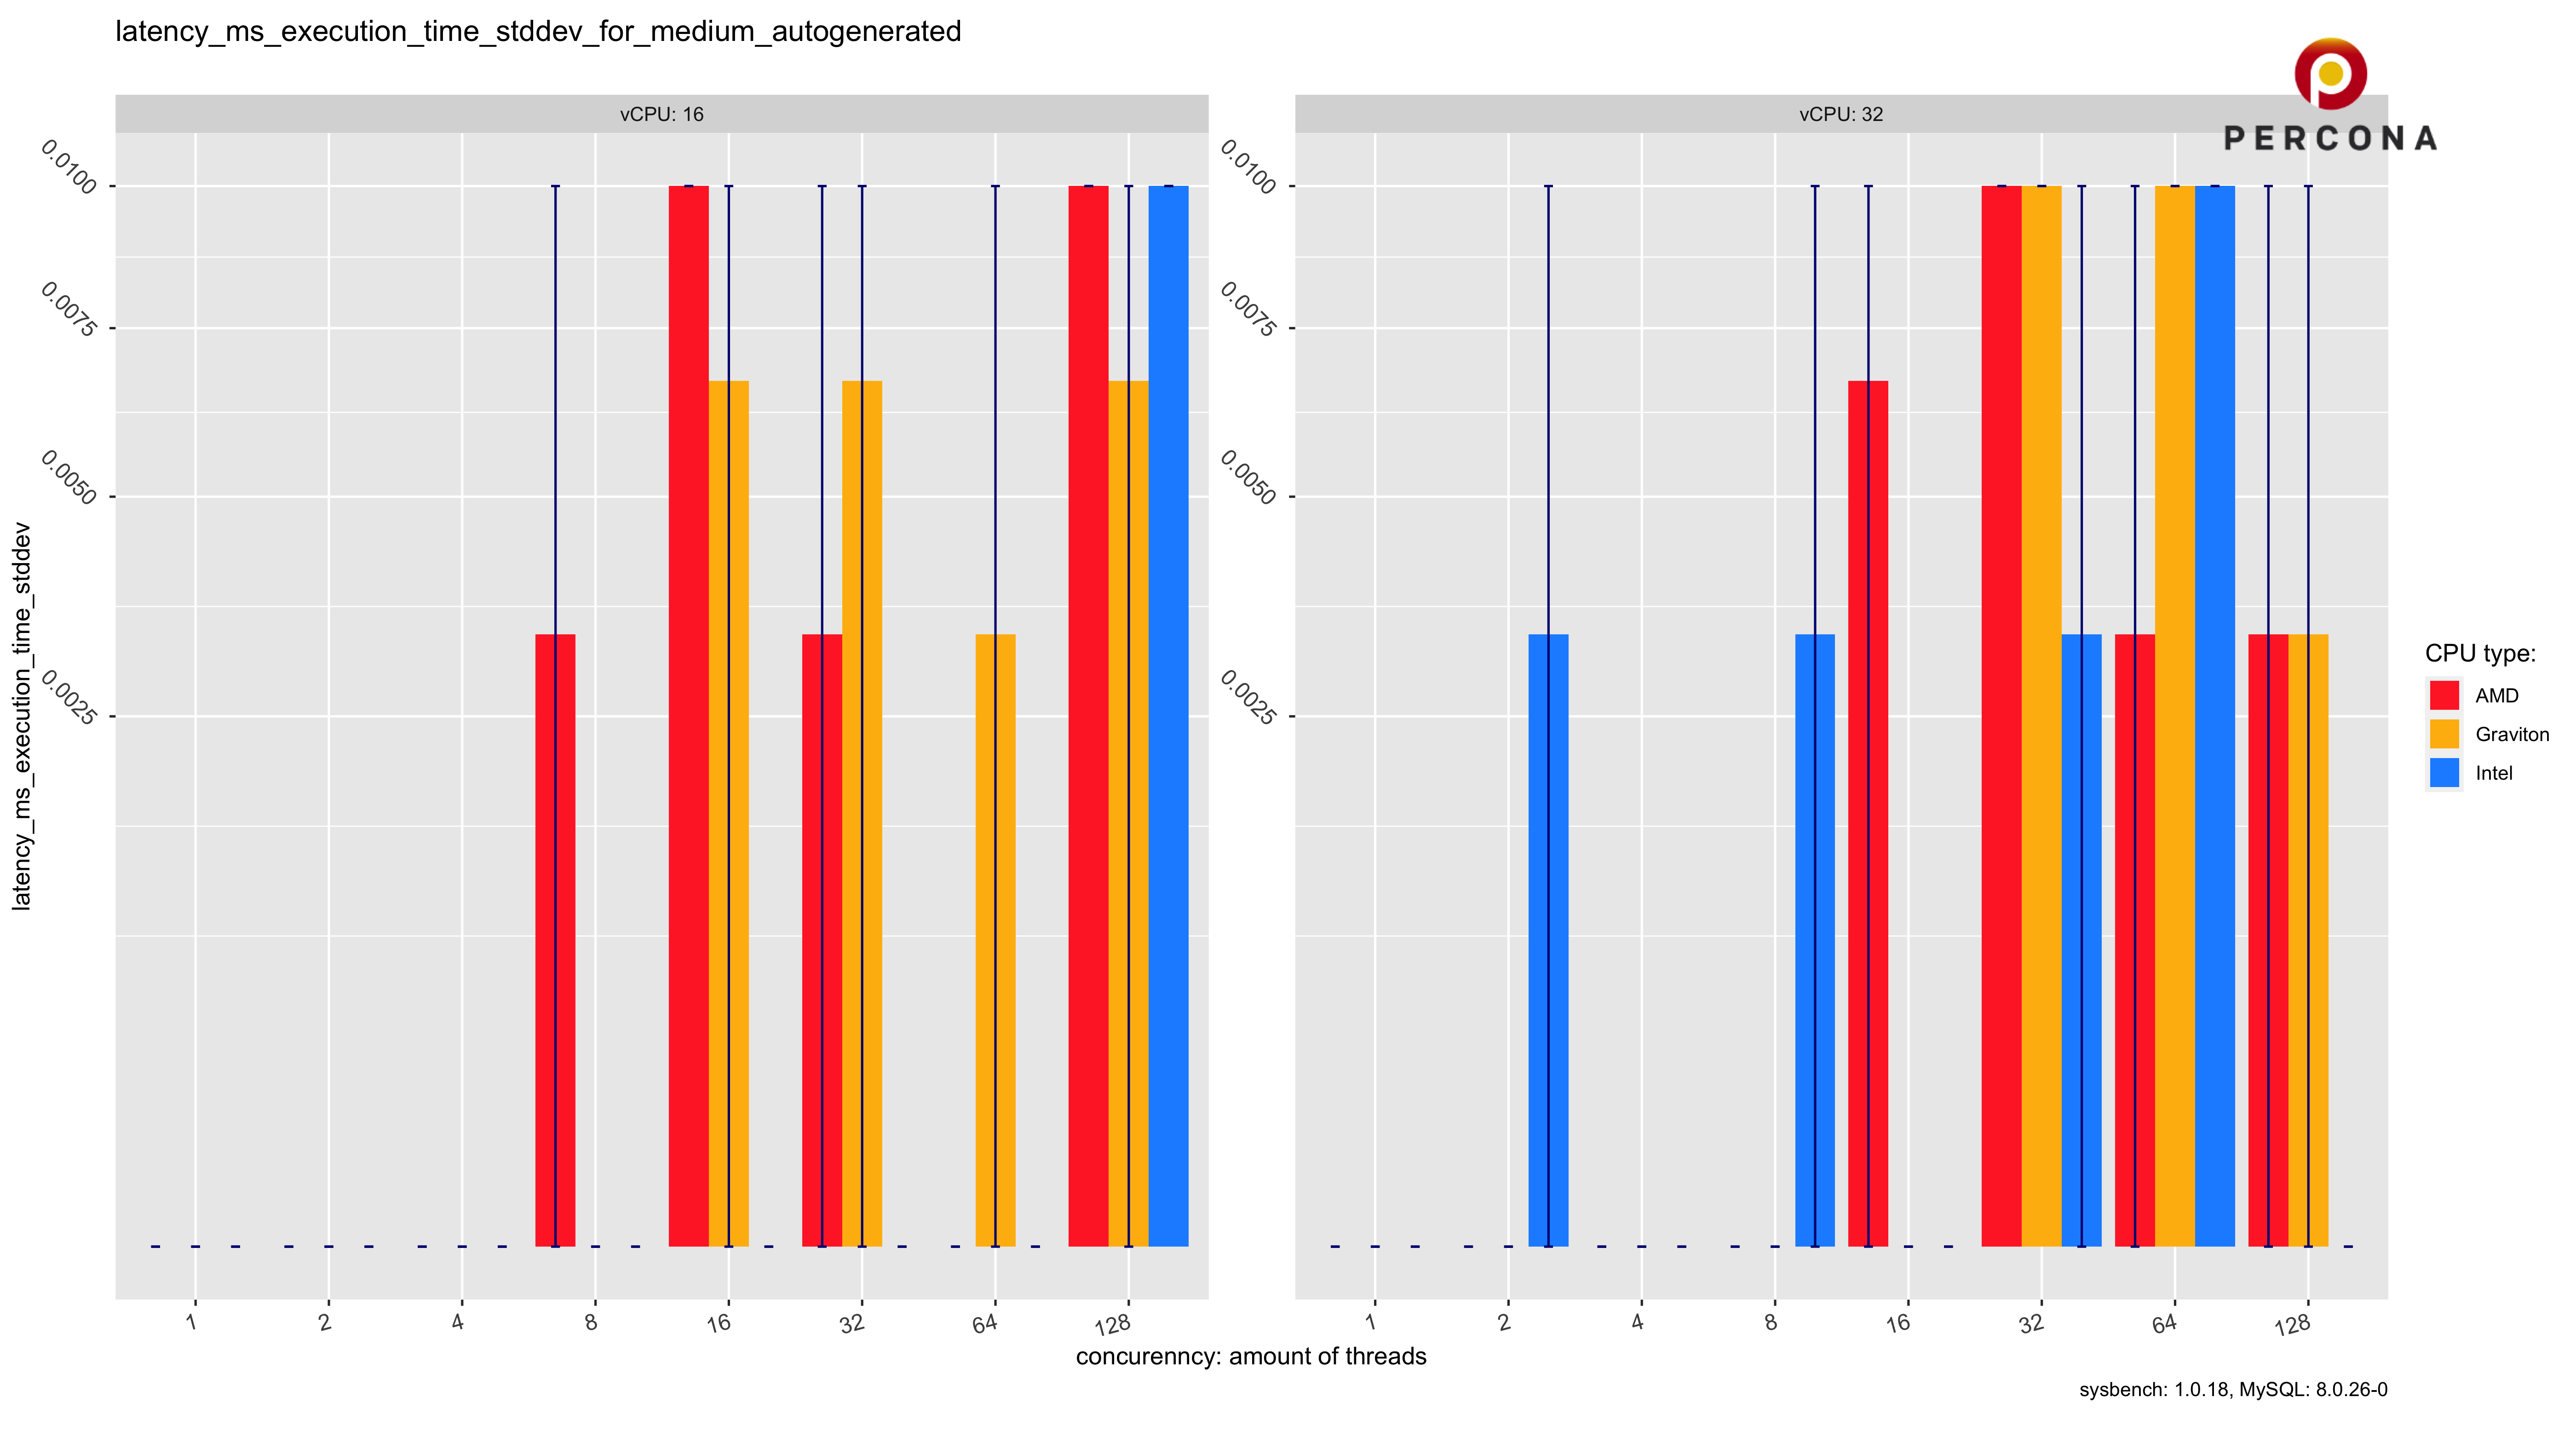 latency_ms_execution_time_stddev_for_medium_autogenerated
PERCONA
vCPU: 16
vCPU: 32
latency_ms_execution_time_stddev
0.0100
0.0075
0.0050
0.0025
0.0100
0.0075
0.0050
0.0025
1 2 4 8 16 32 64 128
1 2 4 8 16 32 64 128
concurenncy: amount of threads
CPU type:
AMD
Graviton
Intel
sysbench: 1.0.18, MySQL: 8.0.26-0